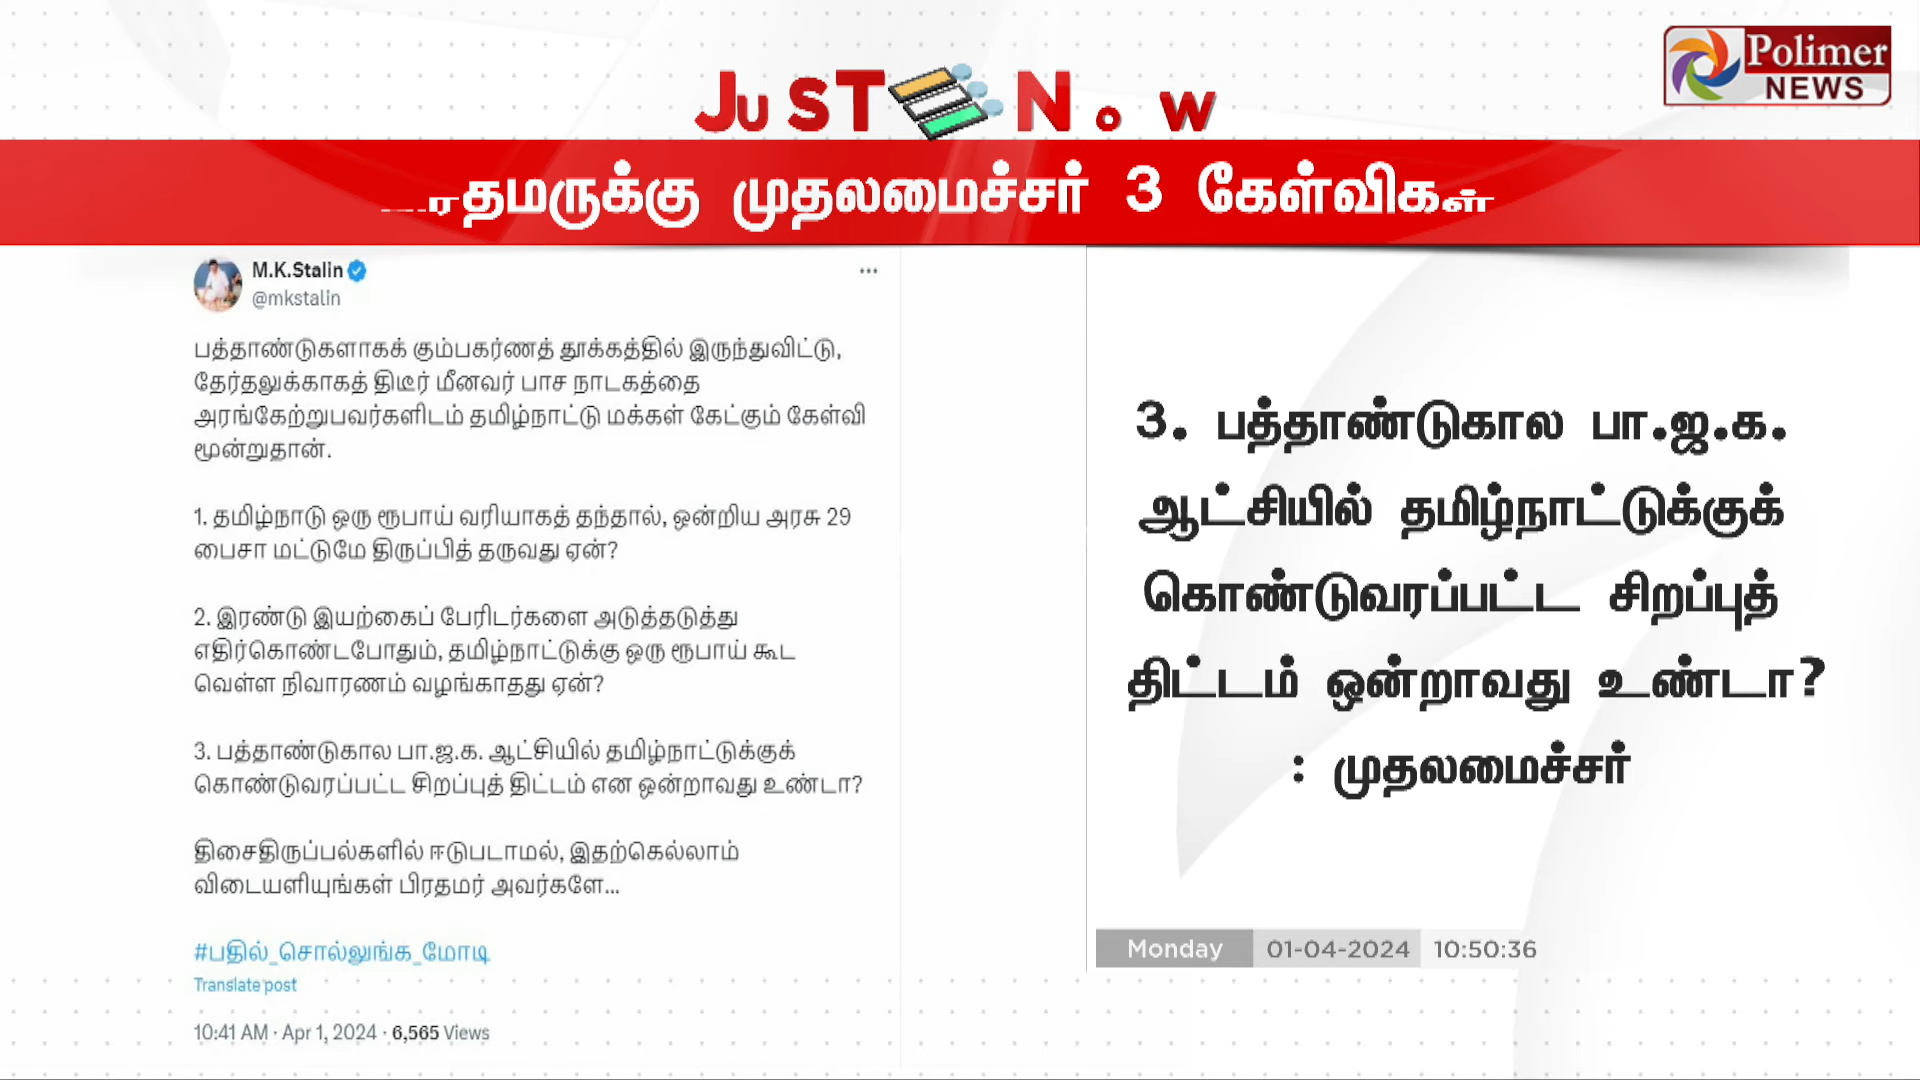 Polimer
NEWS
JuST NoW
முதலமைச்சர் 3 கேள்விகள்
M.K.Stalin
@mkstalin
பத்தாண்டுகளாகக் கும்பகர்ணத் தூக்கத்தில் இருந்துவிட்டு,
தேர்தலுக்காகத் திடீர் மீனவர் பாச நாடகத்தை
அரங்கேற்றுபவர்களிடம் தமிழ்நாட்டு மக்கள் கேட்கும் கேள்வி
மூன்றுதான்.
1. தமிழ்நாடு ஒரு ரூபாய் வரியாகத் தந்தால், ஒன்றிய அரசு 29
பைசா மட்டுமே திருப்பித் தருவது ஏன்?
2. இரண்டு இயற்கைப் பேரிடர்களை அடுத்தடுத்து
எதிர்கொண்டபோதும், தமிழ்நாட்டுக்கு ஒரு ரூபாய் கூட
வெள்ள நிவாரணம் வழங்காதது ஏன்?
3. பத்தாண்டுகால பா.ஜ.க. ஆட்சியில் தமிழ்நாட்டுக்குக்
கொண்டுவரப்பட்ட சிறப்புத் திட்டம் என ஒன்றாவது உண்டா?
திசைதிருப்பல்களில் ஈடுபடாமல், இதற்கெல்லாம்
விடையளியுங்கள் பிரதமர் அவர்களே...
#பதில்_சொல்லுங்க_மோடி
Translate post
10:41 AM · Apr 1, 2024 · 6,565 Views
3. பத்தாண்டுகால பா.ஜ.க.
ஆட்சியில் தமிழ்நாட்டுக்குக்
கொண்டுவரப்பட்ட சிறப்புத்
திட்டம் ஒன்றாவது உண்டா?
: முதலமைச்சர்
Monday 01-04-2024 10:50:36